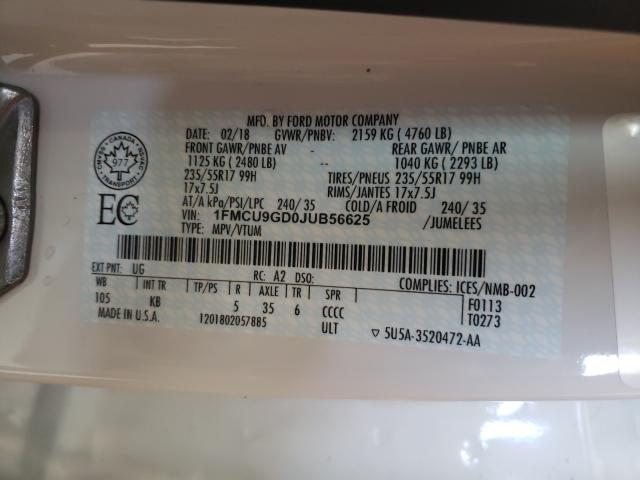 MFD. BY FORD MOTOR COMPANY
DATE: 02/18 GVWR/PNBV: 2159 KG ( 4760 LB)
FRONT GAWR/ PNBE AV REAR GAWR/ PNBE AR
1125 KG ( 2480 LB) 1040 KG ( 2293 LB)
235/55R17 99H TIRES/PNEUS 235/55R17 99H
17x7.5J RIMS/JANTES 17x7.5J
AT/A kPa/PSI/LPC 240/ 35 COLD/A FROID 240/ 35
VIN: 1FMCU9GD0JUB56625 /JUMELEES
TYPE: MPV/VTUM
CANADA
977
TRANSPORT
EC
EXT PNT: UG RC: A2 DSO: COMPLIES: ICES/NMB-002
WB INT TR TP/PS R AXLE TR SPR F0113
105 KB 5 35 6 CCCC T0273
MADE IN U.S.A. 1201802057885 ULT ▽ 5U5A-3520472-AA